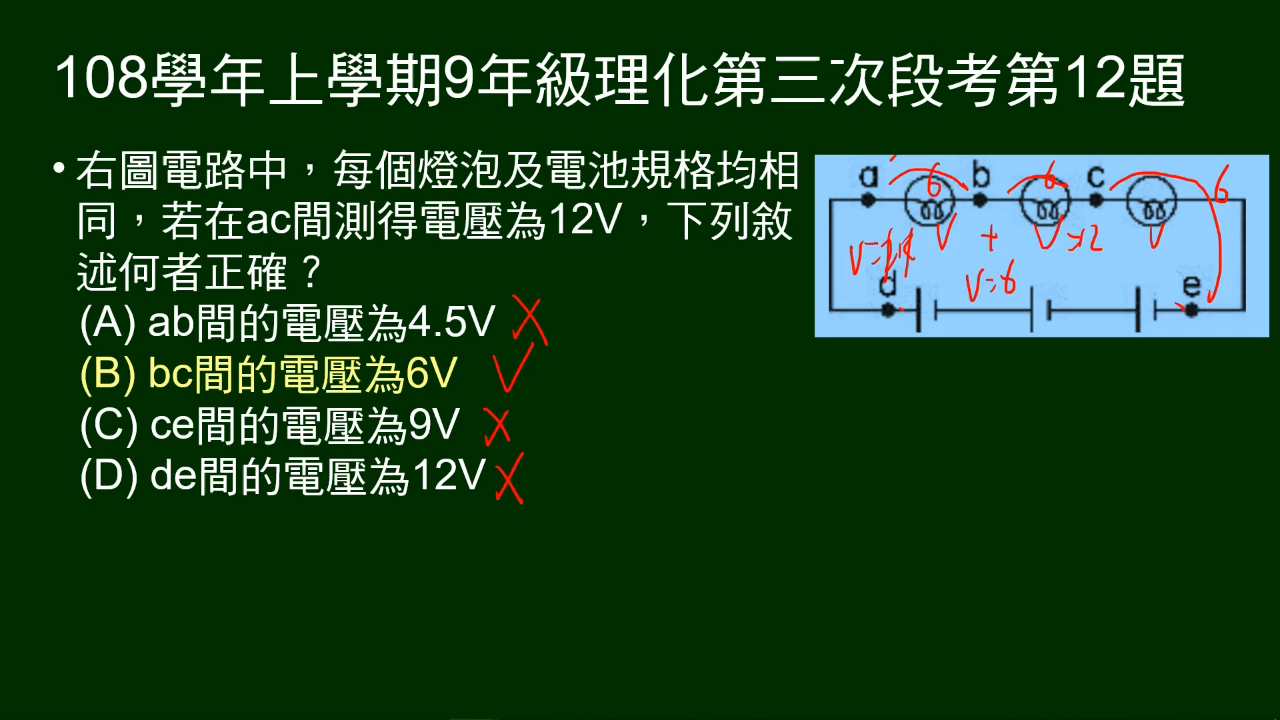 108學年上學期9年級理化第三次段考第12題
• 右圖電路中，每個燈泡及電池規格均相
同，若在ac間測得電壓為12V，下列敘
述何者正確？
(A) ab間的電壓為4.5V
(B) bc間的電壓為6V
(C) ce間的電壓為9V
(D) de間的電壓為12V
a b c
6 6 6
V + V V
V=6
d e